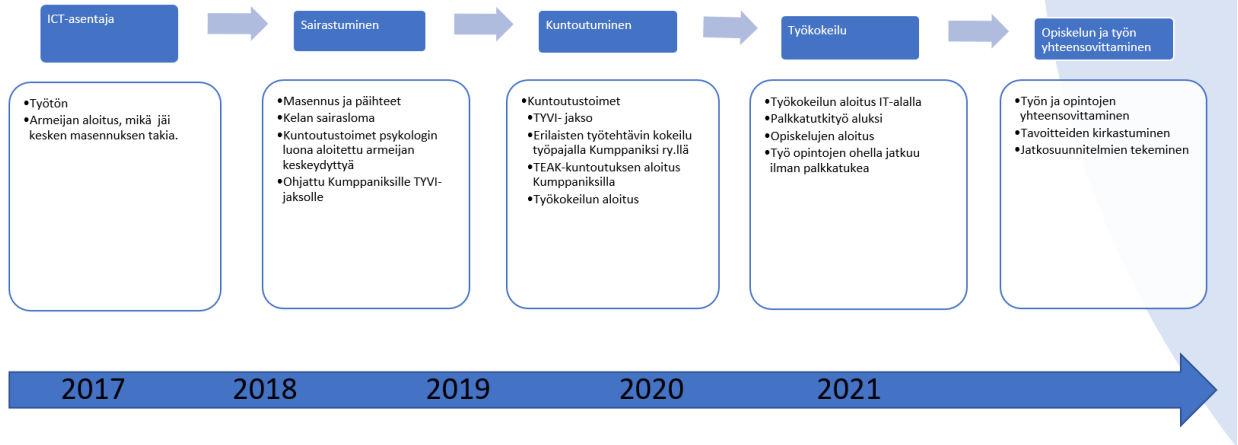 ICT-asentaja
•Työtön
•Armeijan aloitus, mikä jäi
kesken masennuksen takia.
Sairastuminen
•Masennus ja päihteet
•Kelan sairasloma
•Kuntoutustoimet psykologin
luona aloitettu armeijan
keskeydyttyä
•Ohjattu Kumppaniksille TYVI-
jaksolle
Kuntoutuminen
•Kuntoutustoimet
•TYVI- jakso
•Erilaisten työtehtävin kokeilu
työpajalla Kumppaniksi ry.llä
•TEAK-kuntoutuksen aloitus
Kumppaniksilla
•Työkokeilun aloitus
Työkokeilu
•Työkokeilun aloitus IT-alalla
•Palkkatutkityö aluksi
•Opiskelujen aloitus
•Työ opintojen ohella jatkuu
ilman palkkatukea
Opiskelun ja työn
yhteensovittaminen
•Työn ja opintojen
yhteensovittaminen
•Tavoitteiden kirkastuminen
•Jatkosuunnitelmien tekeminen
2017 2018 2019 2020 2021